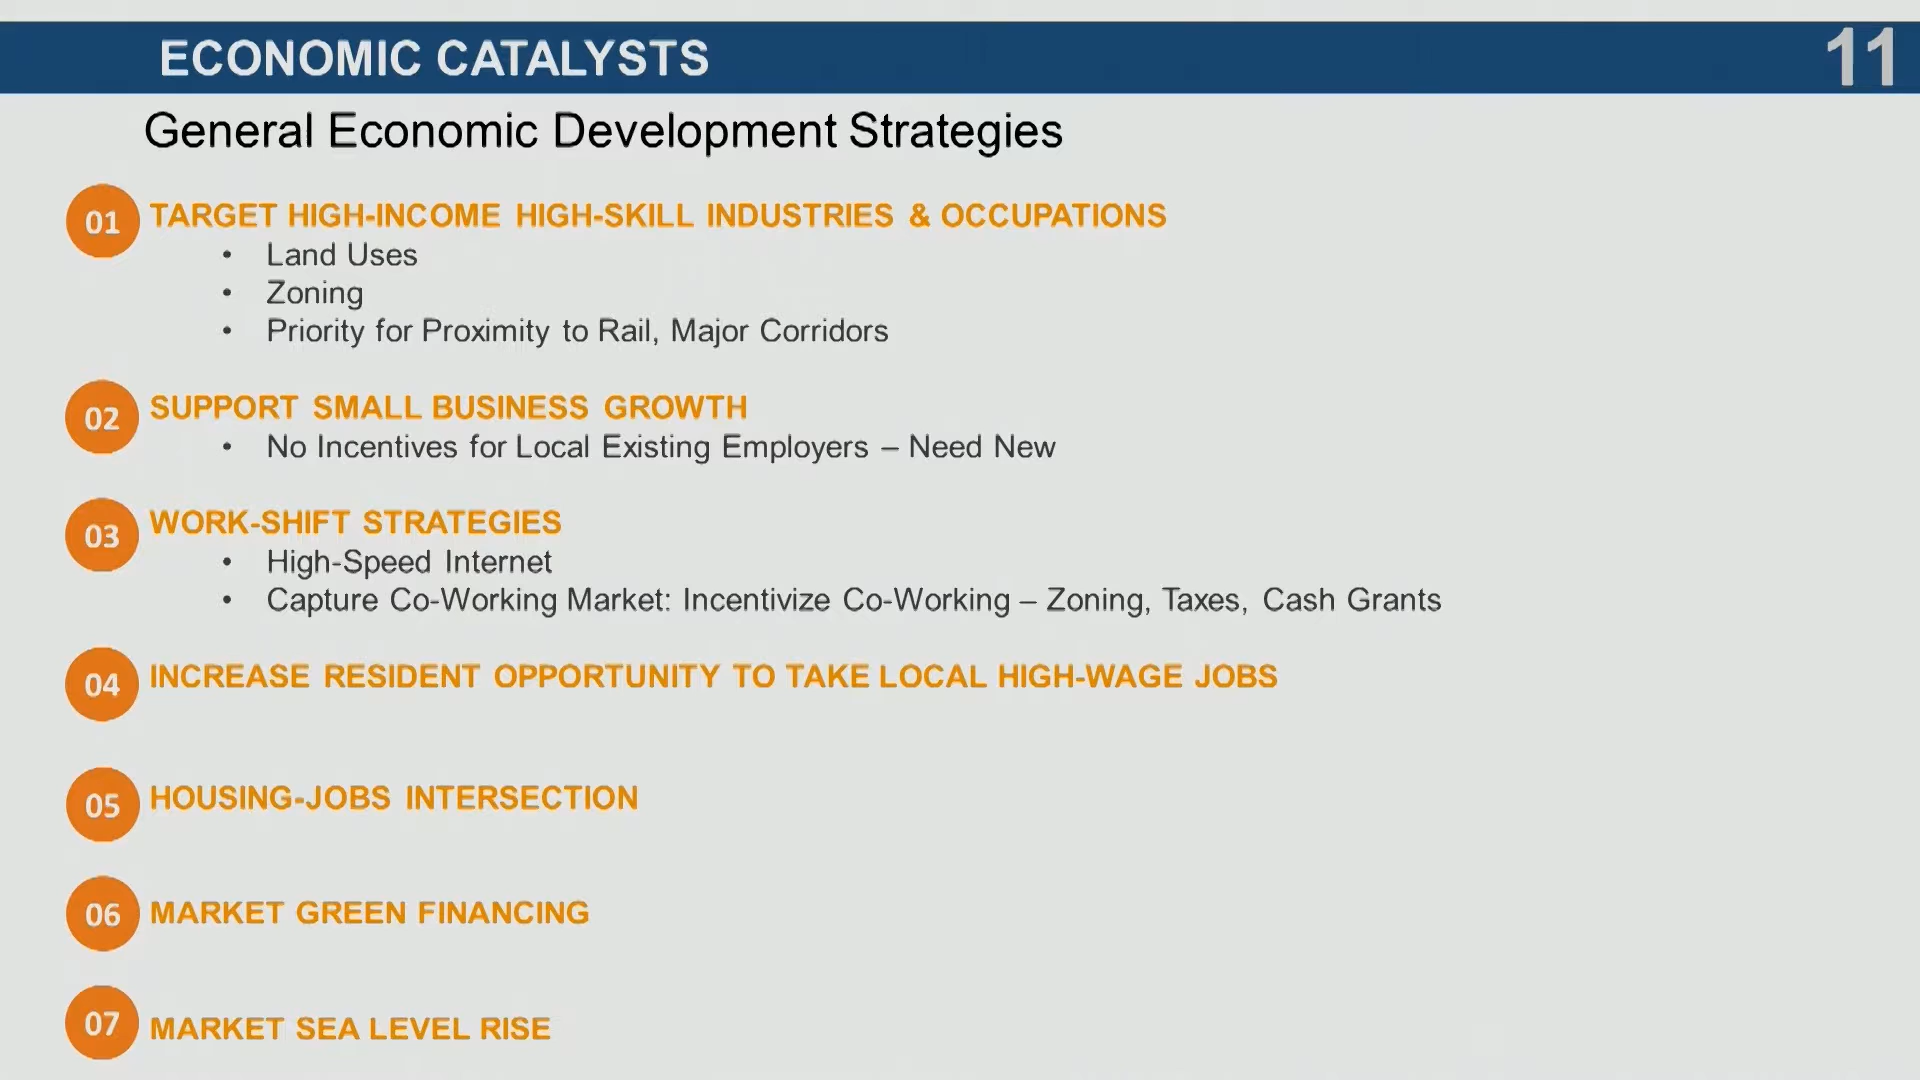 ECONOMIC CATALYSTS
11
General Economic Development Strategies
01 TARGET HIGH-INCOME HIGH-SKILL INDUSTRIES & OCCUPATIONS
• Land Uses
• Zoning
• Priority for Proximity to Rail, Major Corridors
02 SUPPORT SMALL BUSINESS GROWTH
• No Incentives for Local Existing Employers – Need New
03 WORK-SHIFT STRATEGIES
• High-Speed Internet
• Capture Co-Working Market: Incentivize Co-Working – Zoning, Taxes, Cash Grants
04 INCREASE RESIDENT OPPORTUNITY TO TAKE LOCAL HIGH-WAGE JOBS
05 HOUSING-JOBS INTERSECTION
06 MARKET GREEN FINANCING
07 MARKET SEA LEVEL RISE